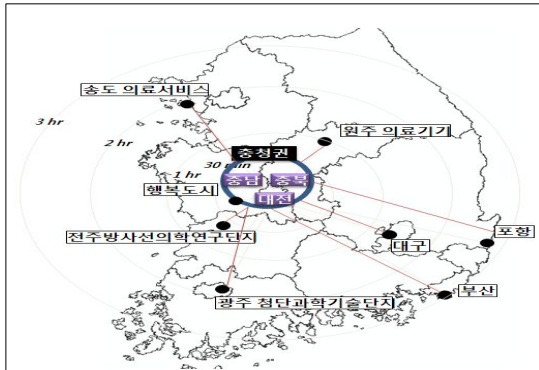 송도 의료서비스
3 hr
원주 의료기기
2 hr
충청권
30 min
1 hr
충남
충북
행복도시
대전
포항
전주방사선의학연구단지
대구
부산
광주 첨단과학기술단지